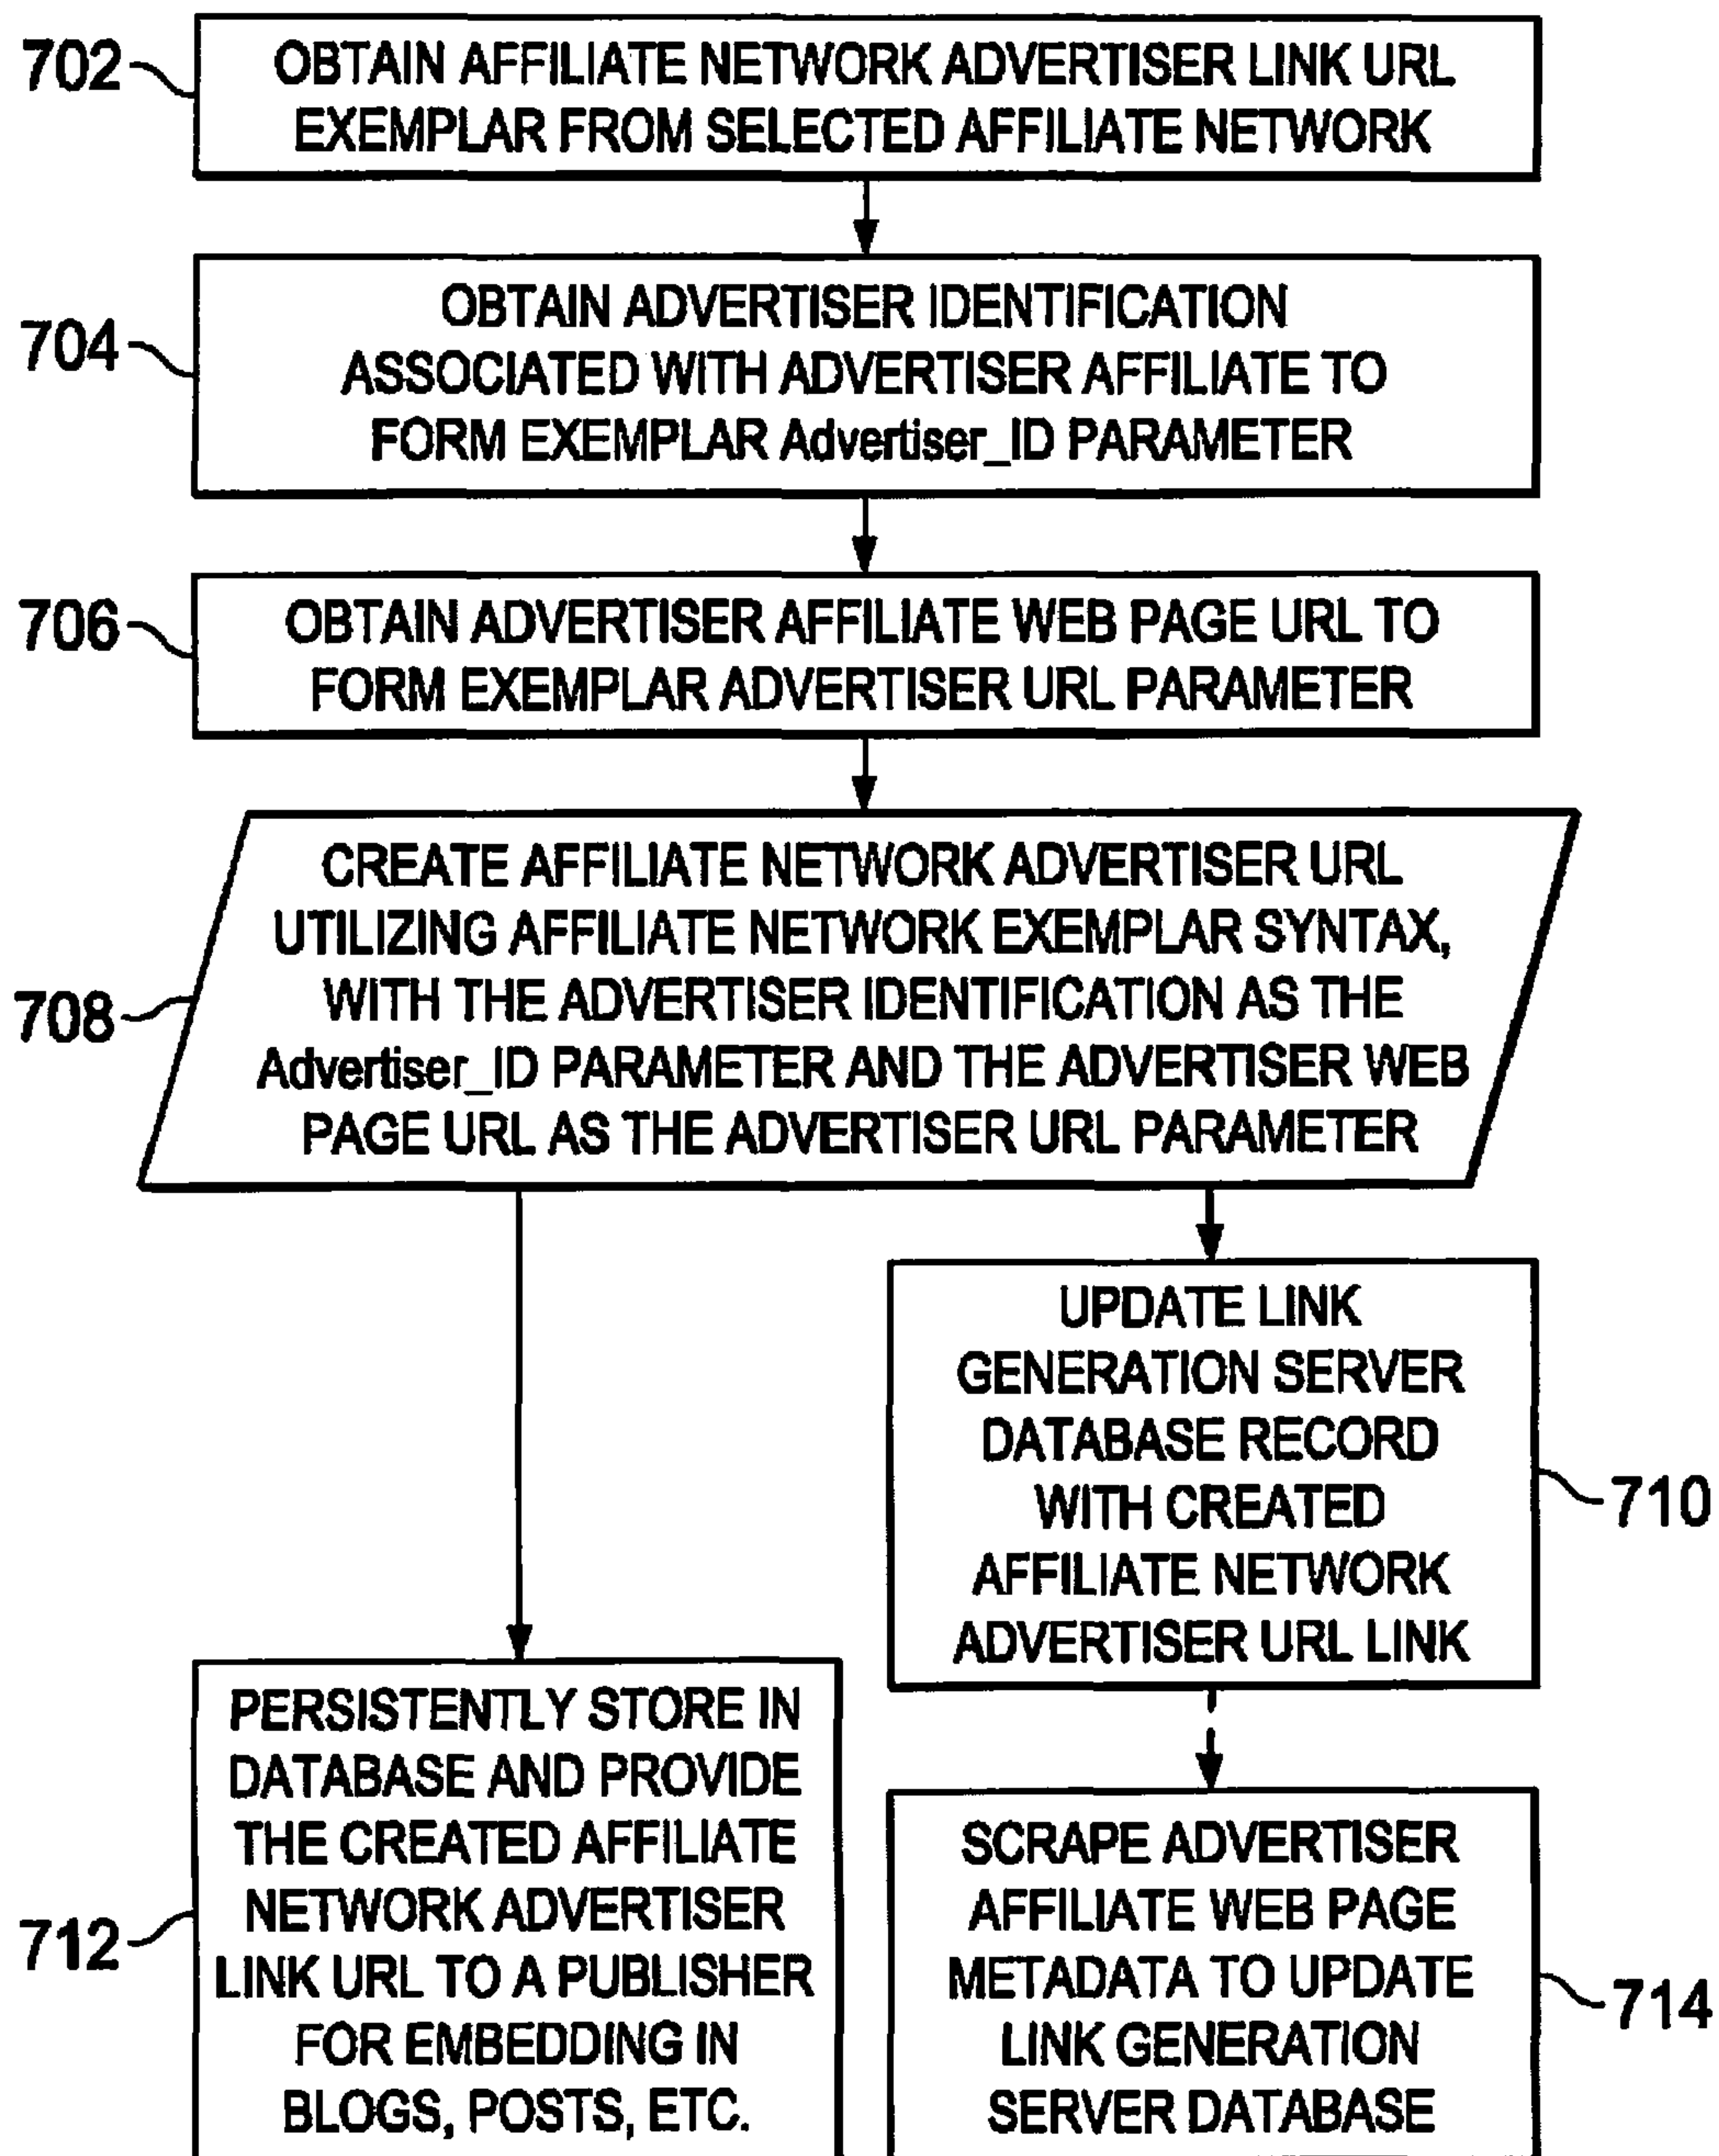 702
OBTAIN AFFILIATE NETWORK ADVERTISER LINK URL
EXEMPLAR FROM SELECTED AFFILIATE NETWORK
704
OBTAIN ADVERTISER IDENTIFICATION
ASSOCIATED WITH ADVERTISER AFFILIATE TO
FORM EXEMPLAR Advertiser_ID PARAMETER
706
OBTAIN ADVERTISER AFFILIATE WEB PAGE URL TO
FORM EXEMPLAR ADVERTISER URL PARAMETER
708
CREATE AFFILIATE NETWORK ADVERTISER URL
UTILIZING AFFILIATE NETWORK EXEMPLAR SYNTAX,
WITH THE ADVERTISER IDENTIFICATION AS THE
Advertiser_ID PARAMETER AND THE ADVERTISER WEB
PAGE URL AS THE ADVERTISER URL PARAMETER
UPDATE LINK
GENERATION SERVER
DATABASE RECORD
WITH CREATED
AFFILIATE NETWORK
ADVERTISER URL LINK
710
712
PERSISTENTLY STORE IN
DATABASE AND PROVIDE
THE CREATED AFFILIATE
NETWORK ADVERTISER
LINK URL TO A PUBLISHER
FOR EMBEDDING IN
BLOGS, POSTS, ETC.
SCRAPE ADVERTISER
AFFILIATE WEB PAGE
METADATA TO UPDATE
LINK GENERATION
SERVER DATABASE
714